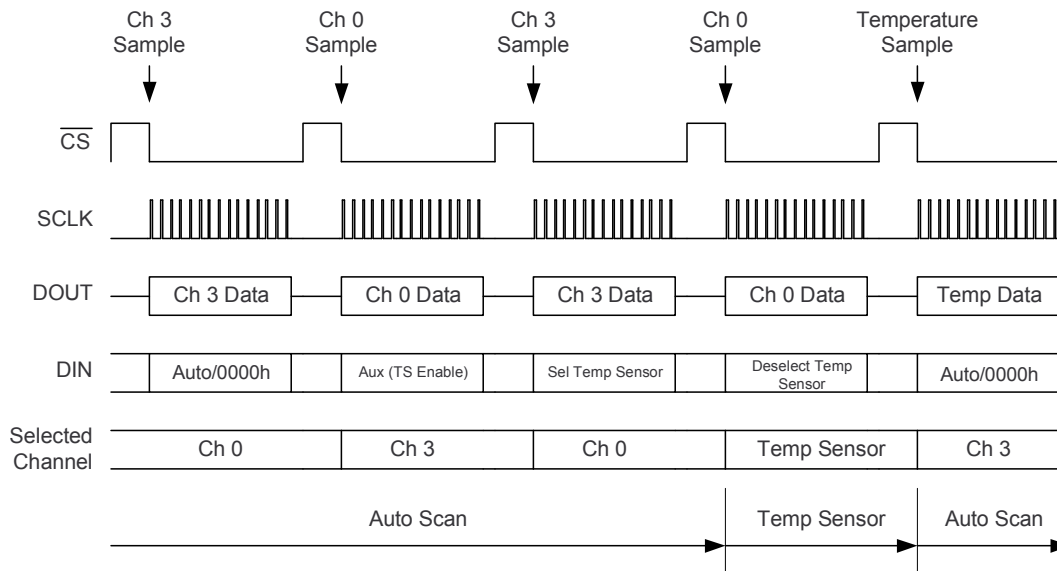 Ch 3
Sample
Ch 0
Sample
Ch 3
Sample
Ch 0
Sample
Temperature
Sample
CS
SCLK
DOUT
Ch 3 Data
Ch 0 Data
Ch 3 Data
Ch 0 Data
Temp Data
DIN
Auto/0000h
Aux (TS Enable)
Sel Temp Sensor
Deselect Temp
Sensor
Auto/0000h
Selected
Channel
Ch 0
Ch 3
Ch 0
Temp Sensor
Ch 3
Auto Scan
Temp Sensor
Auto Scan